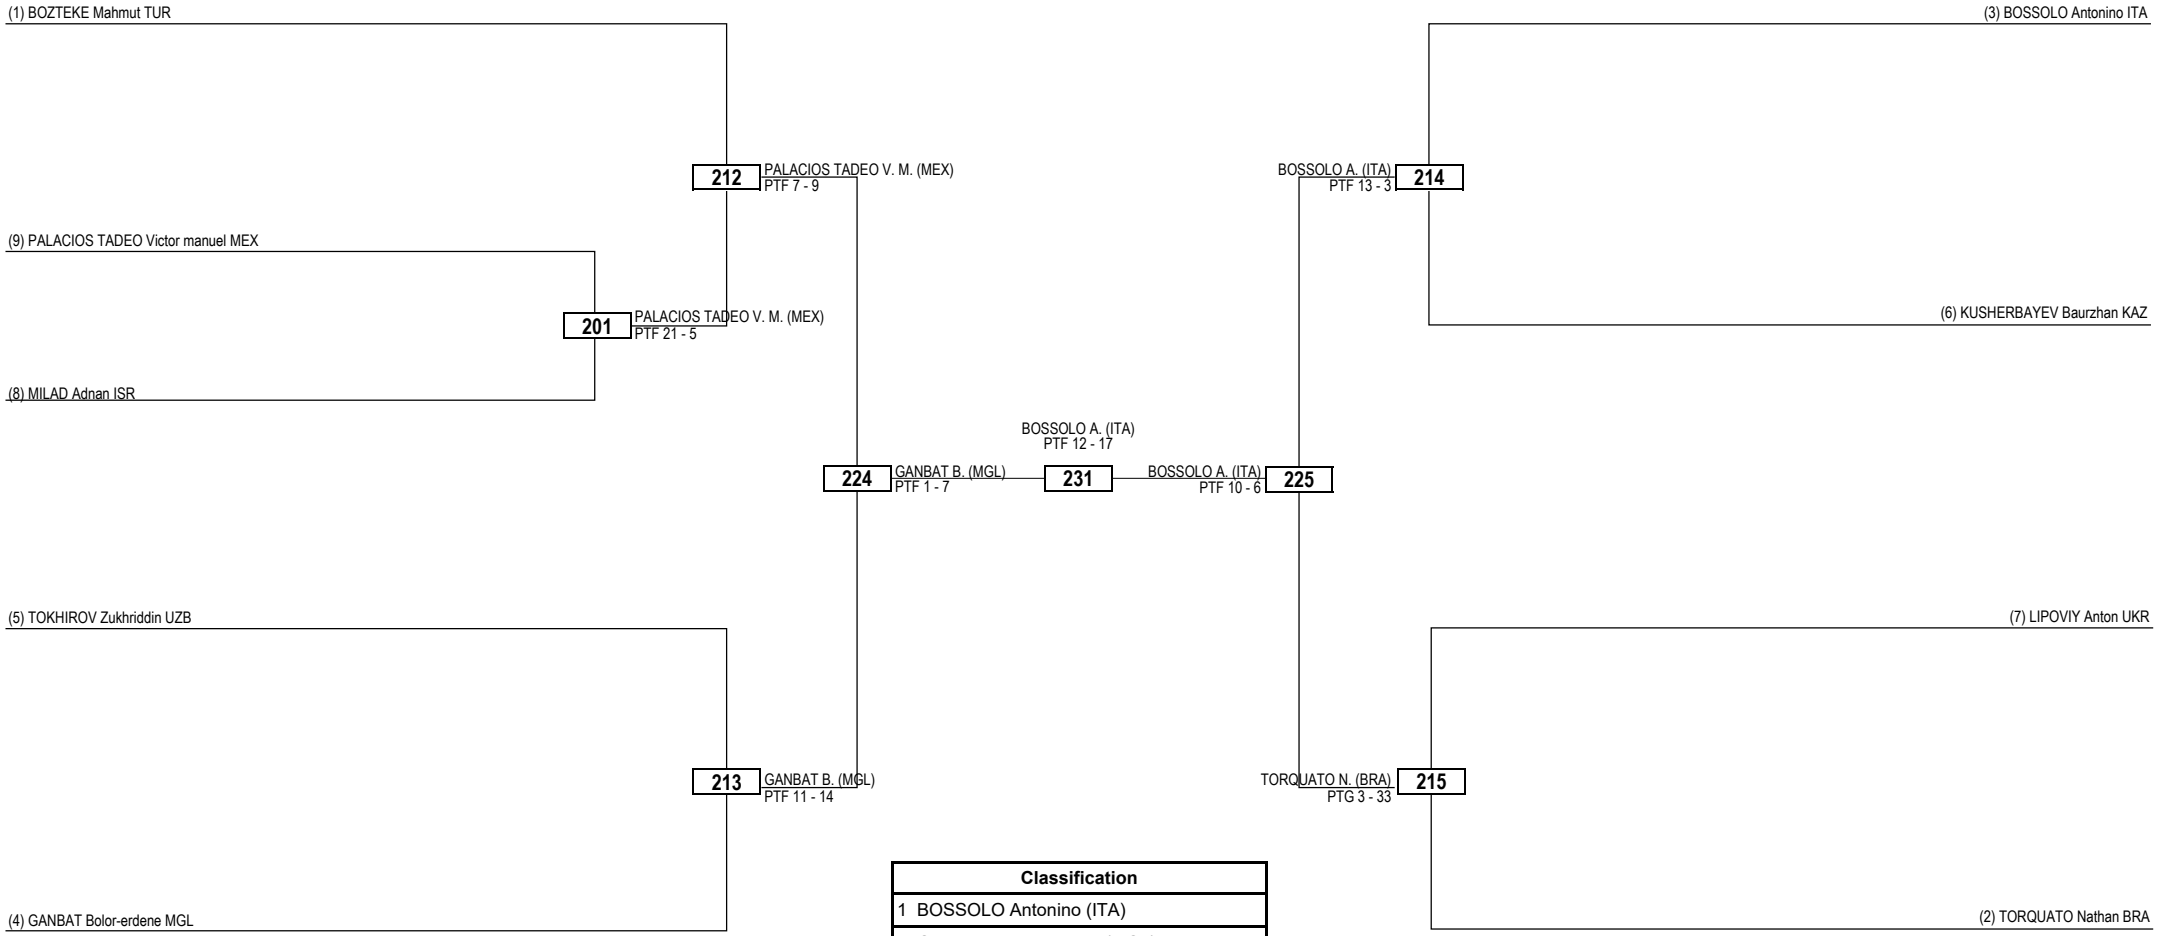 (1) BOZTEKE Mahmut TUR
(3) BOSSOLO Antonino ITA
212
PALACIOS TADEO V. M. (MEX)
PTF 7 - 9
BOSSOLO A. (ITA)
PTF 13 - 3
214
(9) PALACIOS TADEO Victor manuel MEX
201
PALACIOS TADEO V. M. (MEX)
PTF 21 - 5
(6) KUSHERBAYEV Baurzhan KAZ
(8) MILAD Adnan ISR
BOSSOLO A. (ITA)
PTF 12 - 17
224
GANBAT B. (MGL)
PTF 1 - 7
231
BOSSOLO A. (ITA)
PTF 10 - 6
225
(5) TOKHIROV Zukhriddin UZB
(7) LIPOVIY Anton UKR
213
GANBAT B. (MGL)
PTF 11 - 14
TORQUATO N. (BRA)
PTG 3 - 33
215
Classification
1 BOSSOLO Antonino (ITA)
(4) GANBAT Bolor-erdene MGL
(2) TORQUATO Nathan BRA